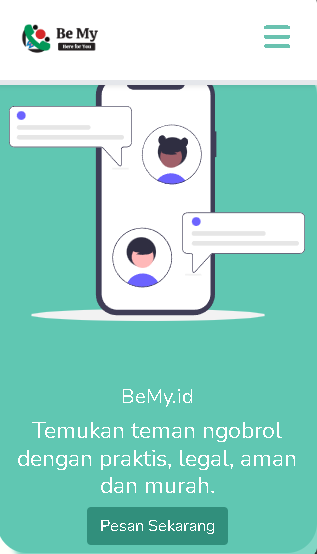 Be My
Here for You
BeMy.id
Temukan teman ngobrol
dengan praktis, legal, aman
dan murah.
Pesan Sekarang